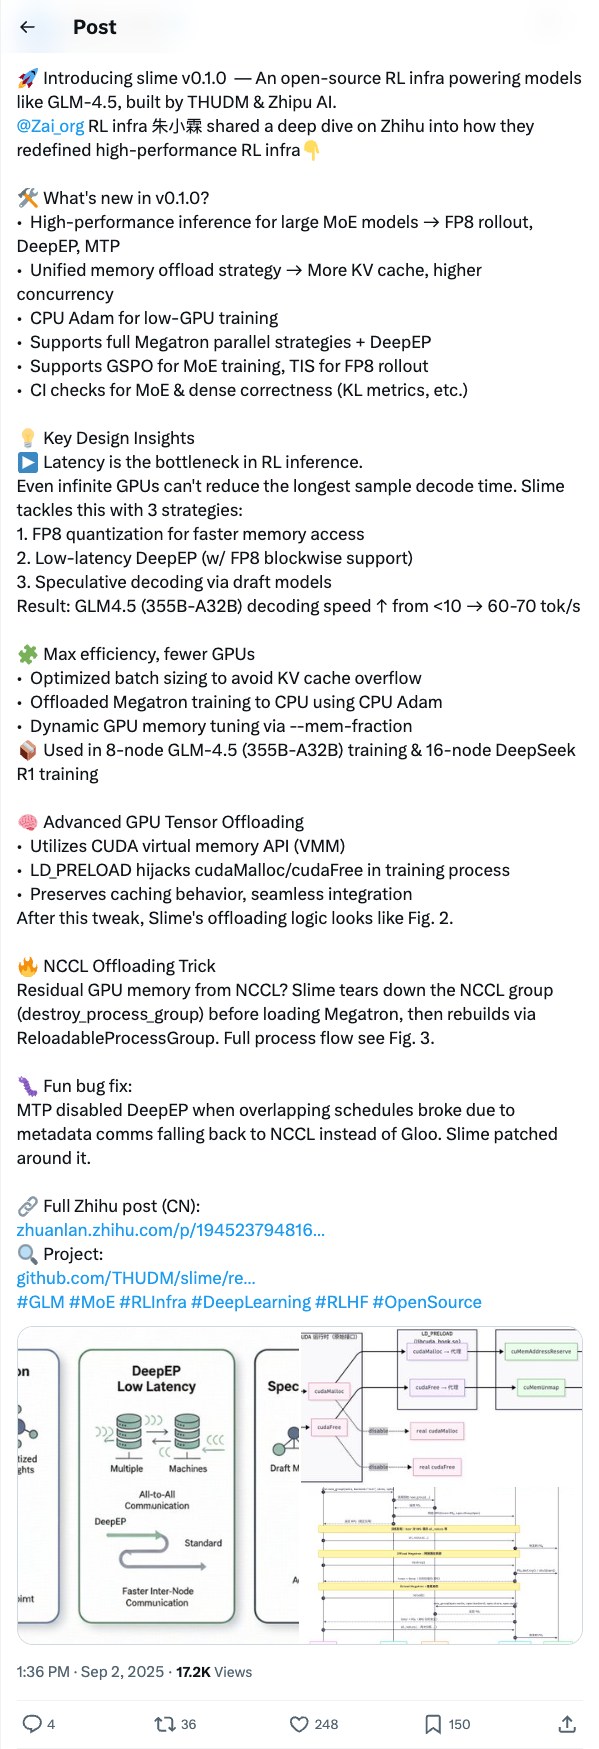 Post
🚀 Introducing slime v0.1.0 — An open-source RL infra powering models
like GLM-4.5, built by THUDM & Zhipu AI.
@Zai_org RL infra 朱小霖 shared a deep dive on Zhihu into how they
redefined high-performance RL infra👇
🛠️ What's new in v0.1.0?
• High-performance inference for large MoE models → FP8 rollout,
DeepEP, MTP
• Unified memory offload strategy → More KV cache, higher
concurrency
• CPU Adam for low-GPU training
• Supports full Megatron parallel strategies + DeepEP
• Supports GSPO for MoE training, TIS for FP8 rollout
• CI checks for MoE & dense correctness (KL metrics, etc.)
💡 Key Design Insights
▶️ Latency is the bottleneck in RL inference.
Even infinite GPUs can't reduce the longest sample decode time. Slime
tackles this with 3 strategies:
1. FP8 quantization for faster memory access
2. Low-latency DeepEP (w/ FP8 blockwise support)
3. Speculative decoding via draft models
Result: GLM4.5 (355B-A32B) decoding speed ↑ from <10 → 60-70 tok/s
🧩 Max efficiency, fewer GPUs
• Optimized batch sizing to avoid KV cache overflow
• Offloaded Megatron training to CPU using CPU Adam
• Dynamic GPU memory tuning via --mem-fraction
📦 Used in 8-node GLM-4.5 (355B-A32B) training & 16-node DeepSeek
R1 training
🧠 Advanced GPU Tensor Offloading
• Utilizes CUDA virtual memory API (VMM)
• LD_PRELOAD hijacks cudaMalloc/cudaFree in training process
• Preserves caching behavior, seamless integration
After this tweak, Slime's offloading logic looks like Fig. 2.
🔥 NCCL Offloading Trick
Residual GPU memory from NCCL? Slime tears down the NCCL group
(destroy_process_group) before loading Megatron, then rebuilds via
ReloadableProcessGroup. Full process flow see Fig. 3.
🐛 Fun bug fix:
MTP disabled DeepEP when overlapping schedules broke due to
metadata comms falling back to NCCL instead of Gloo. Slime patched
around it.
🔗 Full Zhihu post (CN):
zhuanlan.zhihu.com/p/194523794816…
🔍 Project:
github.com/THUDM/slime/re…
#GLM #MoE #RLInfra #DeepLearning #RLHF #OpenSource
DeepEP
Low Latency
Multiple Machines
All-to-All
Communication
DeepEP
Standard
Faster Inter-Node
Communication
Spec
Draft M
UDA 运行时 (原始接口)
LD_PRELOAD
cudaMalloc → 代理
cuMemAddressReserve
cudaMalloc
cudaFree → 代理
cuMemUnmap
cudaFree
disable
real cudaMalloc
disable
real cudaFree
1:36 PM · Sep 2, 2025 · 17.2K Views
4
36
248
150